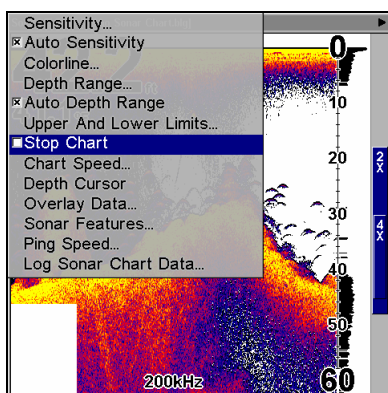 Sensitivity...
Auto Sensitivity
Colorline...
Depth Range...
Auto Depth Range
Upper And Lower Limits...
Stop Chart
Chart Speed...
Depth Cursor
Overlay Data...
Sonar Features...
Ping Speed...
Log Sonar Chart Data...
0
10
20
30
40
50
60
2X
4X
200kHz